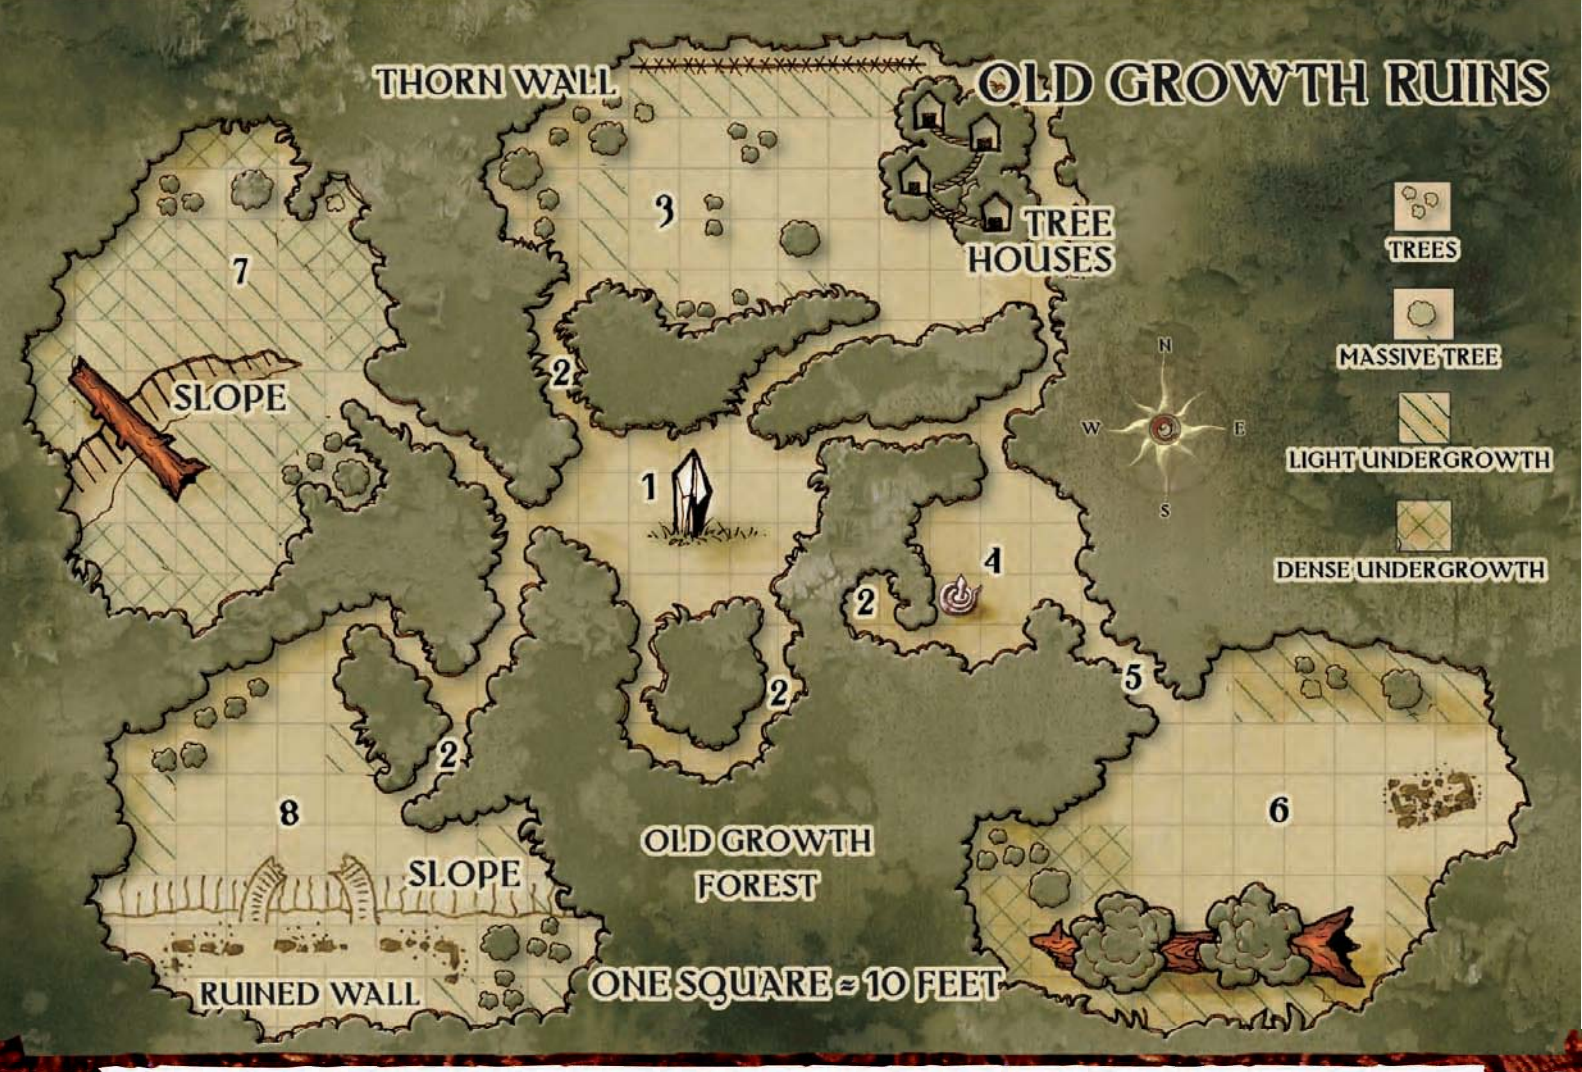 THORN WALL
OLD GROWTH RUINS
3
TREE
HOUSES
TREES
7
MASSIVE TREE
N
2
SLOPE
W
E
LIGHT UNDERGROWTH
1
S
4
DENSE UNDERGROWTH
2
5
2
2
8
6
OLD GROWTH
FOREST
SLOPE
RUINED WALL
ONE SQUARE = 10 FEET